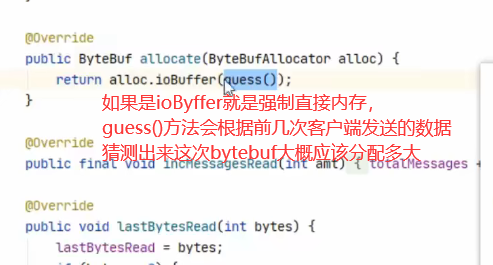 @Override
public ByteBuf allocate(ByteBufAllocator alloc) {
return alloc.ioBuffer(guess());
}
如果是ioByffer就是强制直接内存，
guess()方法会根据前几次客户端发送的数据
猜测出来这次bytebuf大概应该分配多大
@Override
public final void incMessagesRead(int amt) { totalMessages +
@Override
public void lastBytesRead(int bytes) {
lastBytesRead = bytes;